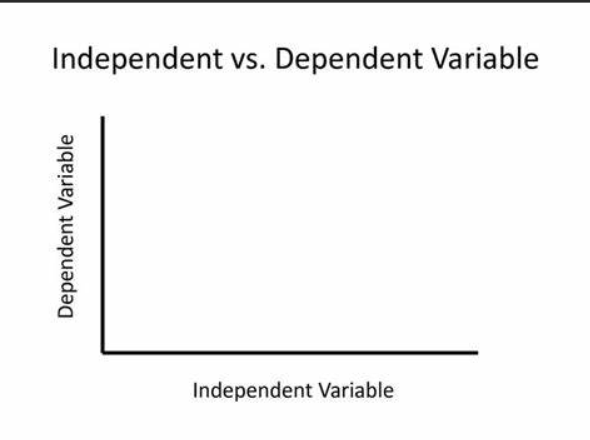 Independent vs. Dependent Variable
Dependent Variable
Independent Variable